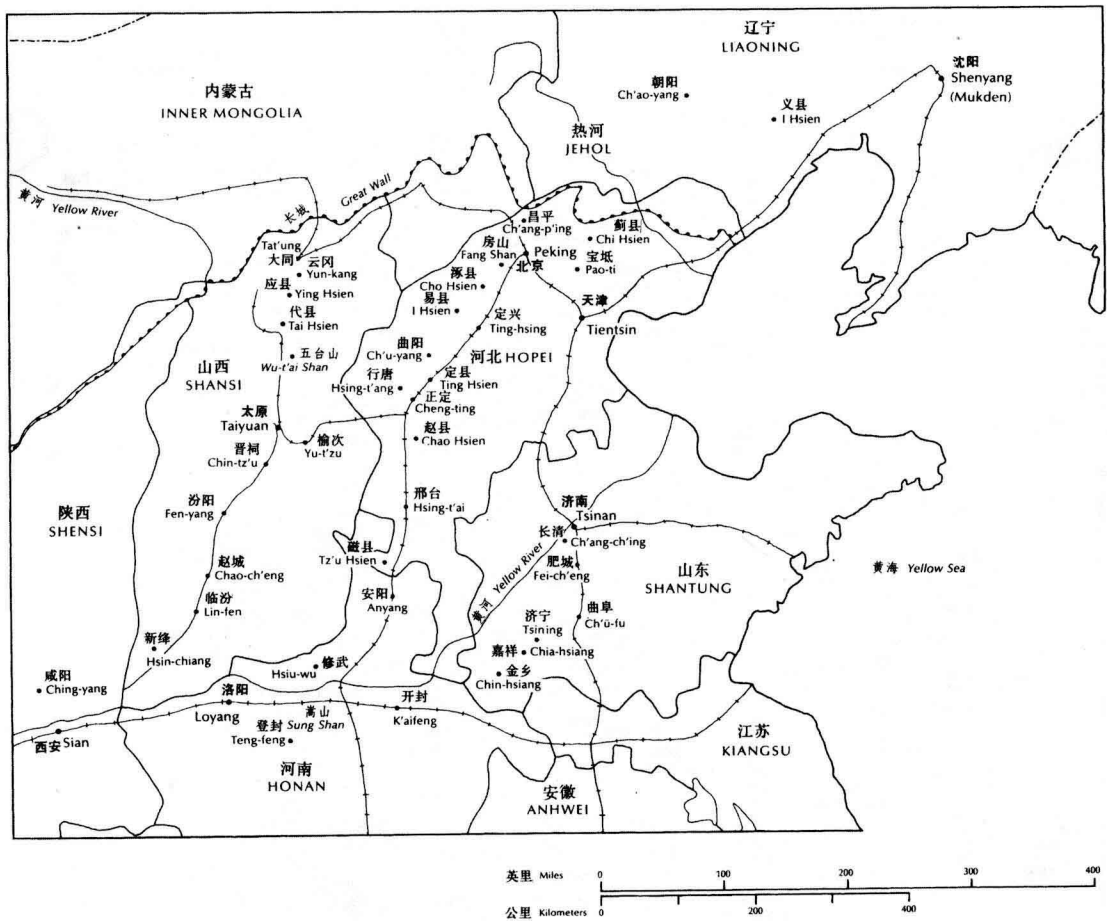 辽宁
LIAONING
沈阳
Shenyang
(Mukden)
朝阳
Ch'ao-yang
义县
I Hsien
内蒙古
INNER MONGOLIA
热河
JEHOL
黄河 Yellow River
长城 Great Wall
昌平
Ch'ang-p'ing
蓟县
Chi Hsien
Tat'ung
大同
云冈
Yun-kang
房山
Fang Shan
Peking
北京
宝坻
Pao-ti
应县
Ying Hsien
涿县
Cho Hsien
易县
I Hsien
天津
Tientsin
代县
Tai Hsien
定兴
Ting-hsing
五台山
Wu-t'ai Shan
曲阳
Ch'u-yang
河北 HOPEI
山西
SHANSI
行唐
Hsing-t'ang
定县
Ting Hsien
正定
Cheng-ting
太原
Taiyuan
榆次
Yu-t'zu
赵县
Chao Hsien
晋祠
Chin-tz'u
汾阳
Fen-yang
邢台
Hsing-t'ai
济南
Tsinan
陕西
SHENSI
长清
Ch'ang-ch'ing
磁县
Tz'u Hsien
肥城
Fei-ch'eng
山东
SHANTUNG
黄海 Yellow Sea
赵城
Chao-ch'eng
安阳
Anyang
黄河 Yellow River
临汾
Lin-fen
曲阜
Ch'ü-fu
济宁
Tsining
新绛
Hsin-chiang
嘉祥
Chia-hsiang
修武
Hsiu-wu
金乡
Chin-hsiang
咸阳
Ching-yang
洛阳
Loyang
开封
K'aifeng
嵩山
Sung Shan
登封
Teng-feng
西安 Sian
江苏
KIANGSU
河南
HONAN
安徽
ANHWEI
英里 Miles 0 100 200 300 400
公里 Kilometers 0 200 400